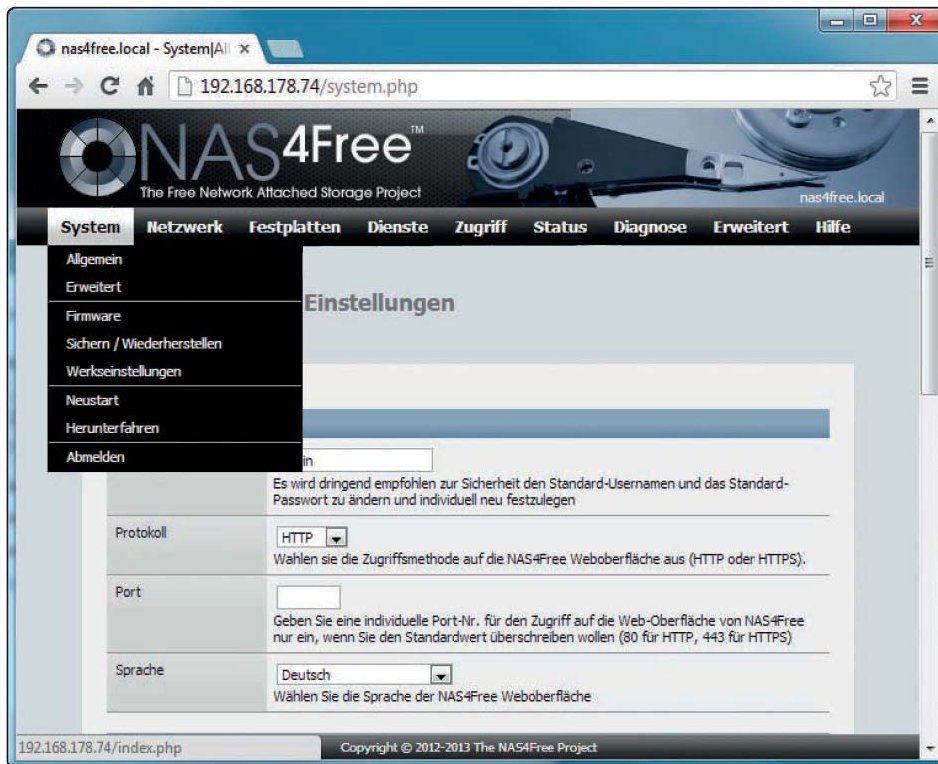 nas4free.local - System|All
192.168.178.74/system.php
NAS4Free™
The Free Network Attached Storage Project
nas4free.local
System Netzwerk Festplatten Dienste Zugriff Status Diagnose Erweitert Hilfe
Allgemein
Erweitert
Firmware
Sichern / Wiederherstellen
Werkseinstellungen
Neustart
Herunterfahren
Abmelden
Einstellungen
in
Es wird dringend empfohlen zur Sicherheit den Standard-Usernamen und das Standard-
Passwort zu ändern und individuell neu festzulegen
Protokoll
HTTP
Wahlen sie die Zugriffsmethode auf die NAS4Free Weboberfläche aus (HTTP oder HTTPS).
Port
Geben Sie eine individuelle Port-Nr. für den Zugriff auf die Web-Oberfläche von NAS4Free
nur ein, wenn Sie den Standardwert überschreiben wollen (80 für HTTP, 443 für HTTPS)
Sprache
Deutsch
Wählen Sie die Sprache der NAS4Free Weboberfläche
192.168.178.74/index.php
Copyright © 2012-2013 The NAS4Free Project